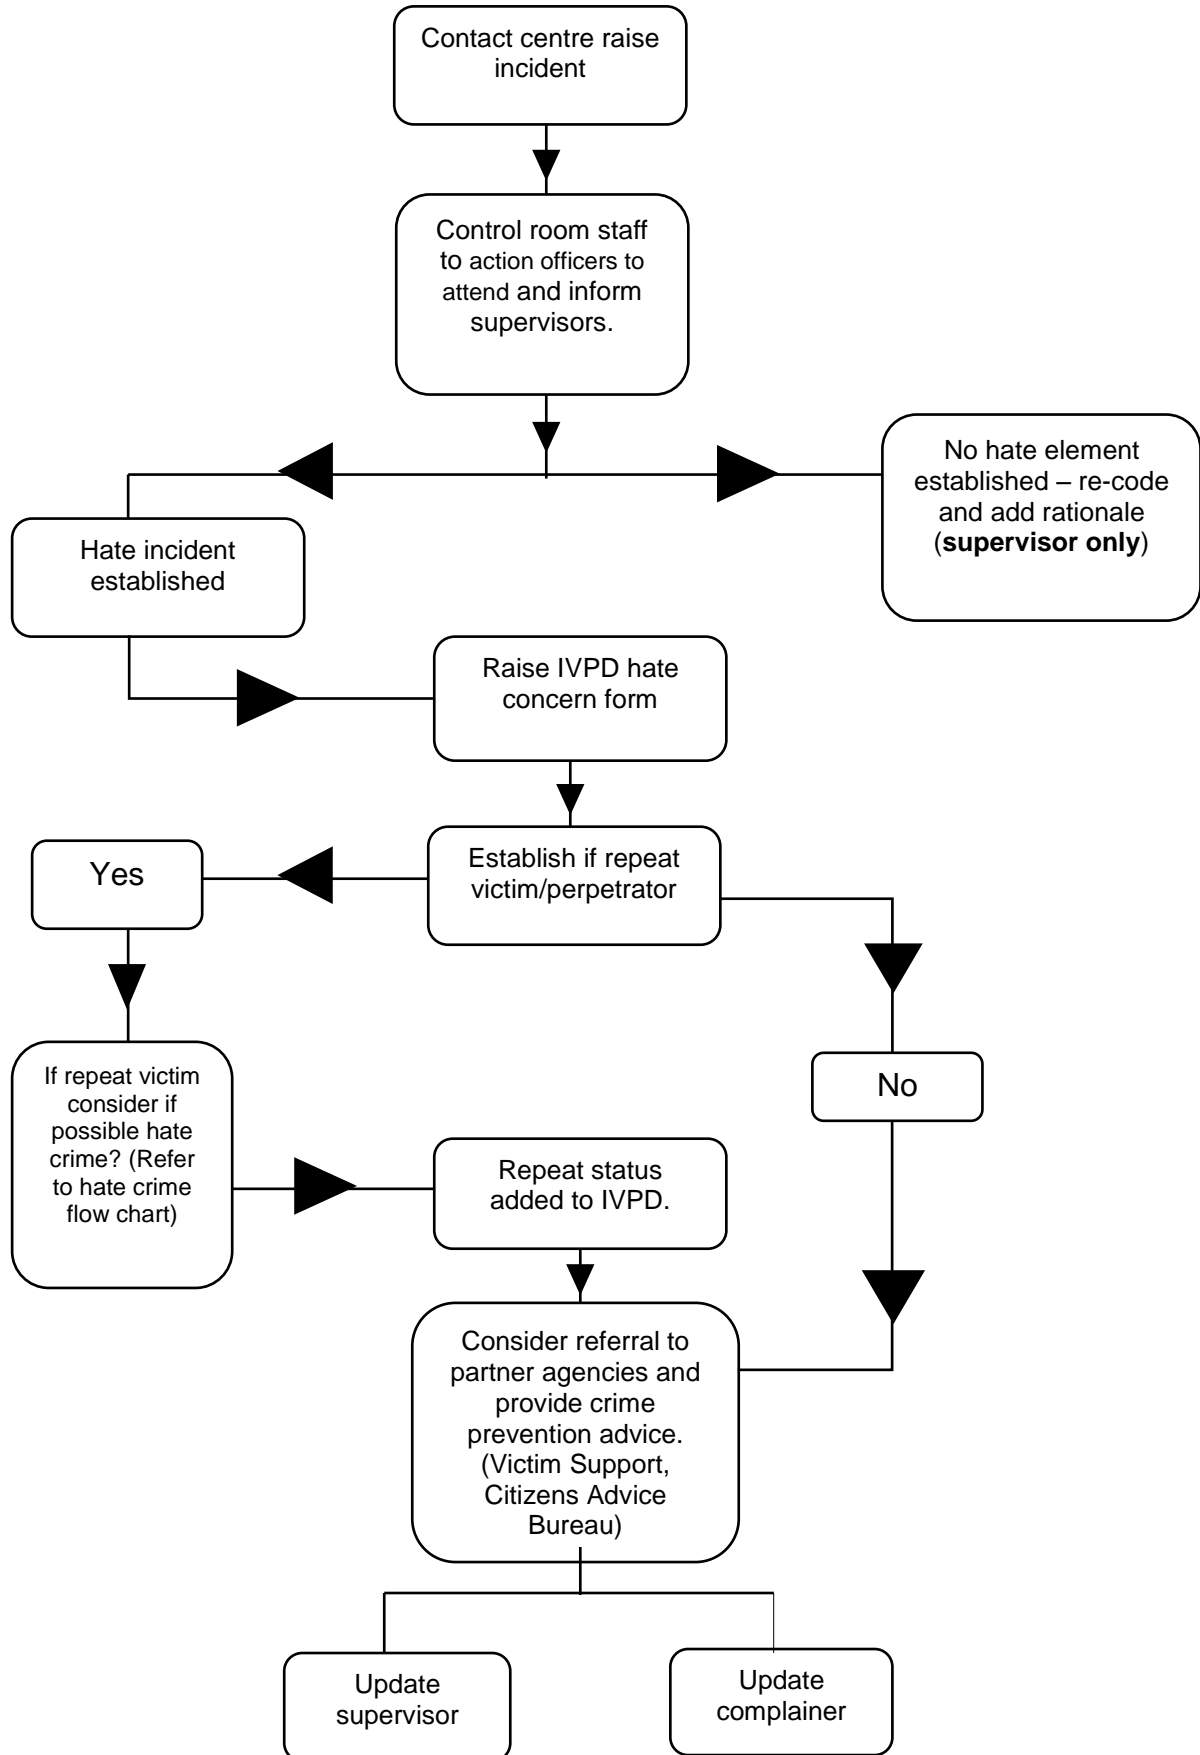 Contact centre raise
incident
Control room staff
to action officers to
attend and inform
supervisors.
No hate element
established – re-code
and add rationale
(supervisor only)
Hate incident
established
Raise IVPD hate
concern form
Yes
Establish if repeat
victim/perpetrator
If repeat victim
consider if
possible hate
crime? (Refer
to hate crime
flow chart)
No
Repeat status
added to IVPD.
Consider referral to
partner agencies and
provide crime
prevention advice.
(Victim Support,
Citizens Advice
Bureau)
Update
supervisor
Update
complainer